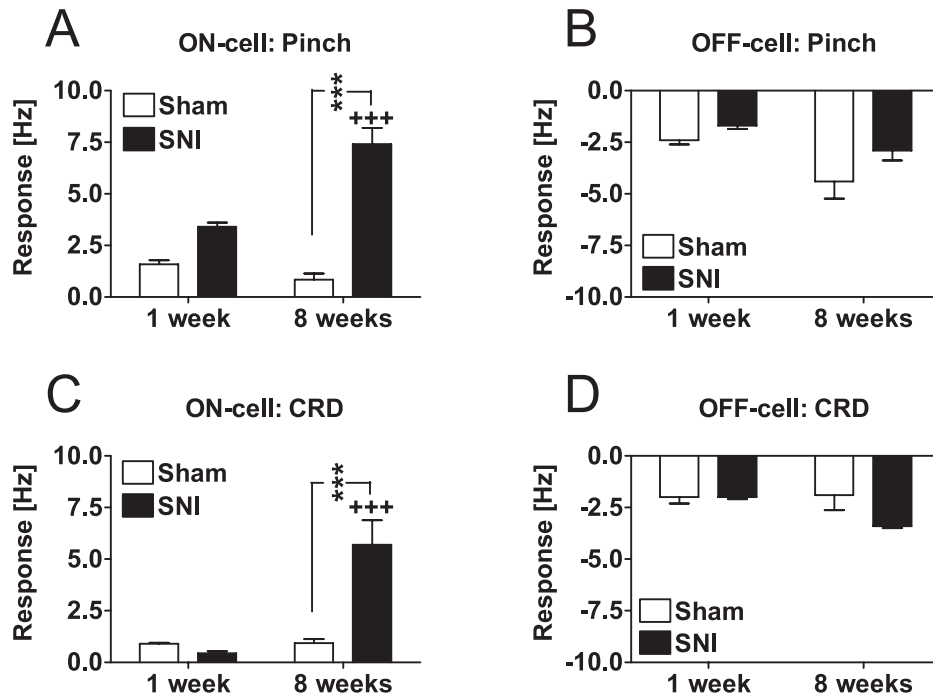 A
ON-cell: Pinch
Response [Hz]
10.0
7.5
5.0
2.5
0.0
Sham
SNI
***
+++
1 week
8 weeks
B
OFF-cell: Pinch
Response [Hz]
0.0
-2.5
-5.0
-7.5
-10.0
Sham
SNI
1 week
8 weeks
C
ON-cell: CRD
Response [Hz]
10.0
7.5
5.0
2.5
0.0
Sham
SNI
***
+++
1 week
8 weeks
D
OFF-cell: CRD
Response [Hz]
0.0
-2.5
-5.0
-7.5
-10.0
Sham
SNI
1 week
8 weeks